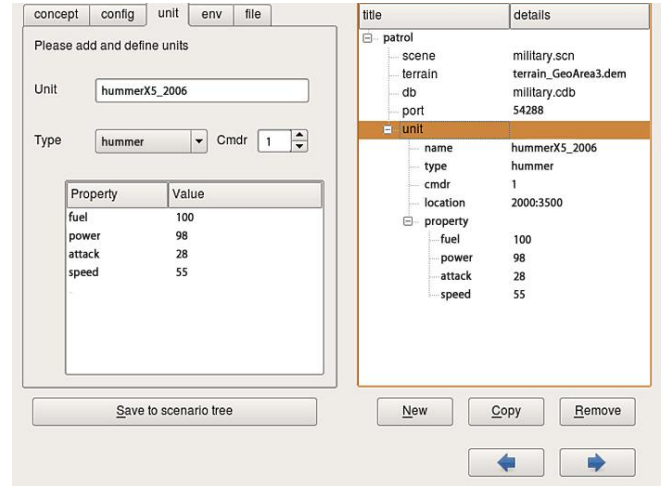 concept config unit env file
Please add and define units
Unit hummerX5_2006
Type hummer Cmdr 1
Property Value
fuel 100
power 98
attack 28
speed 55
Save to scenario tree
title details
patrol
scene military.scn
terrain terrain_GeoArea3.dem
db military.cdb
port 54288
unit
name hummerX5_2006
type hummer
cmdr 1
location 2000:3500
property
fuel 100
power 98
attack 28
speed 55
New Copy Remove